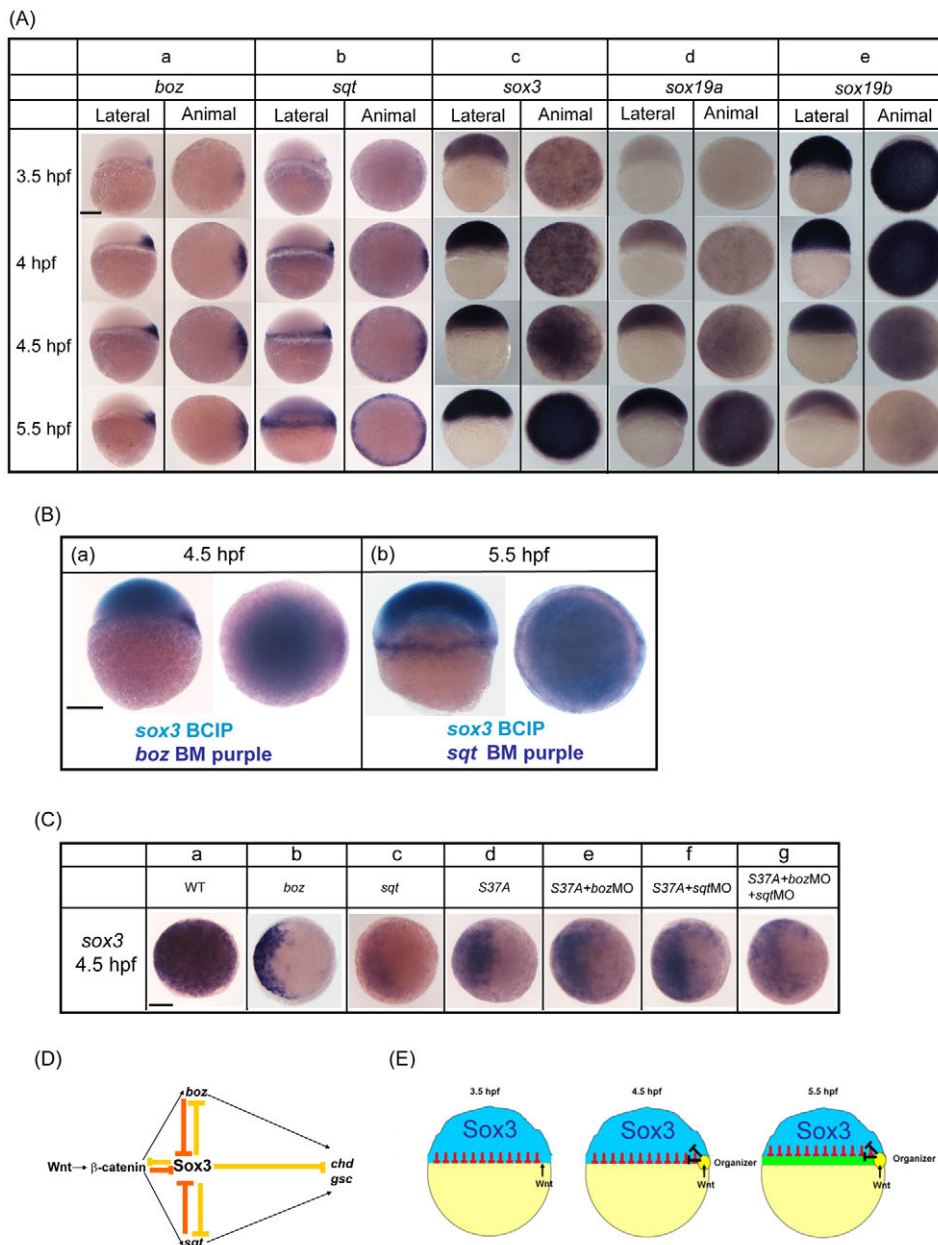 (A)
a b c d e
boz sqt sox3 sox19a sox19b
Lateral Animal Lateral Animal Lateral Animal Lateral Animal Lateral Animal
3.5 hpf
4 hpf
4.5 hpf
5.5 hpf
(B)
(a) 4.5 hpf
(b) 5.5 hpf
sox3 BCIP
boz BM purple
sox3 BCIP
sqt BM purple
(C)
a b c d e f g
WT boz sqt S37A S37A+bozMO S37A+sqtMO S37A+bozMO
+sqtMO
sox3
4.5 hpf
(D)
boz
Wnt → β-catenin Sox3 chd
gsc
sqt
(E)
3.5 hpf 4.5 hpf 5.5 hpf
Sox3 Sox3 Sox3
Organizer Organizer
Wnt Wnt Wnt